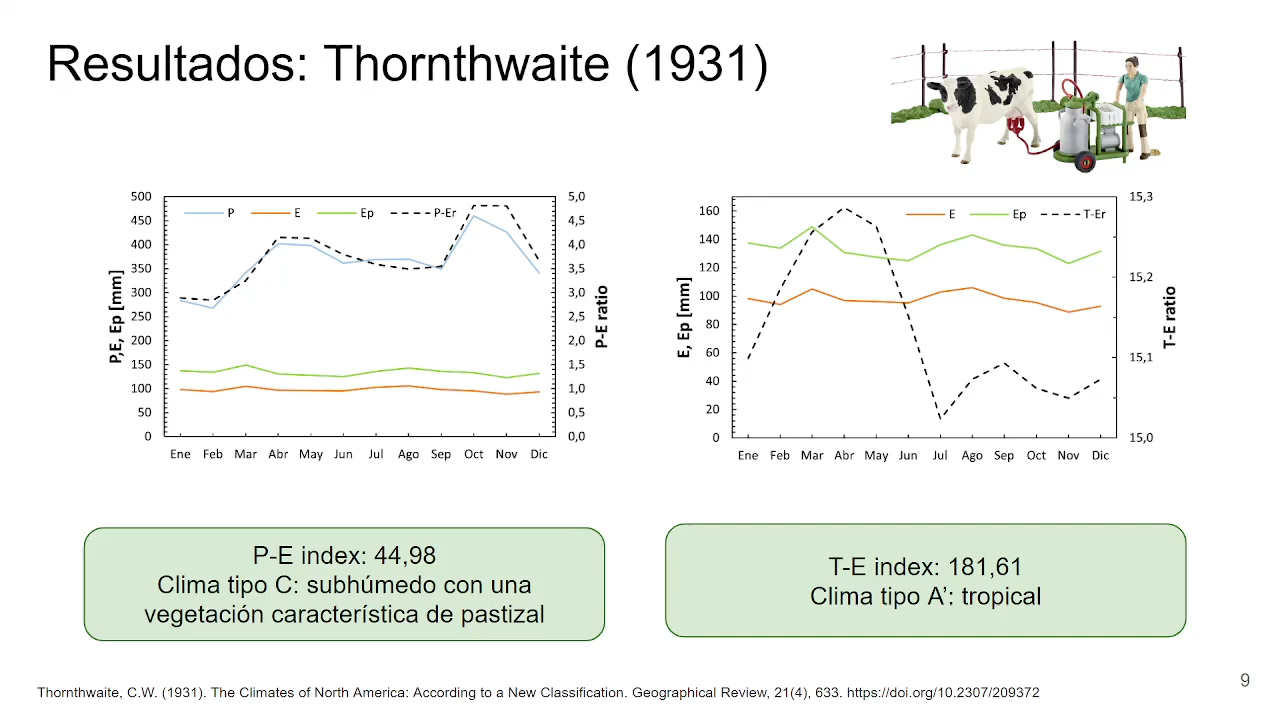 Resultados: Thornthwaite (1931)
500
450
400
350
300
250
200
150
100
50
0
P,E, Ep [mm]
P E Ep P-Er
5,0
4,5
4,0
3,5
3,0
2,5
2,0
1,5
1,0
0,5
0,0
P-E ratio
Ene Feb Mar Abr May Jun Jul Ago Sep Oct Nov Dic
160
140
120
100
80
60
40
20
0
E, Ep [mm]
E Ep T-Er
15,3
15,2
15,1
15,0
T-E ratio
Ene Feb Mar Abr May Jun Jul Ago Sep Oct Nov Dic
P-E index: 44,98
Clima tipo C: subhúmedo con una
vegetación característica de pastizal
T-E index: 181,61
Clima tipo A’: tropical
Thornthwaite, C.W. (1931). The Climates of North America: According to a New Classification. Geographical Review, 21(4), 633. https://doi.org/10.2307/209372
9